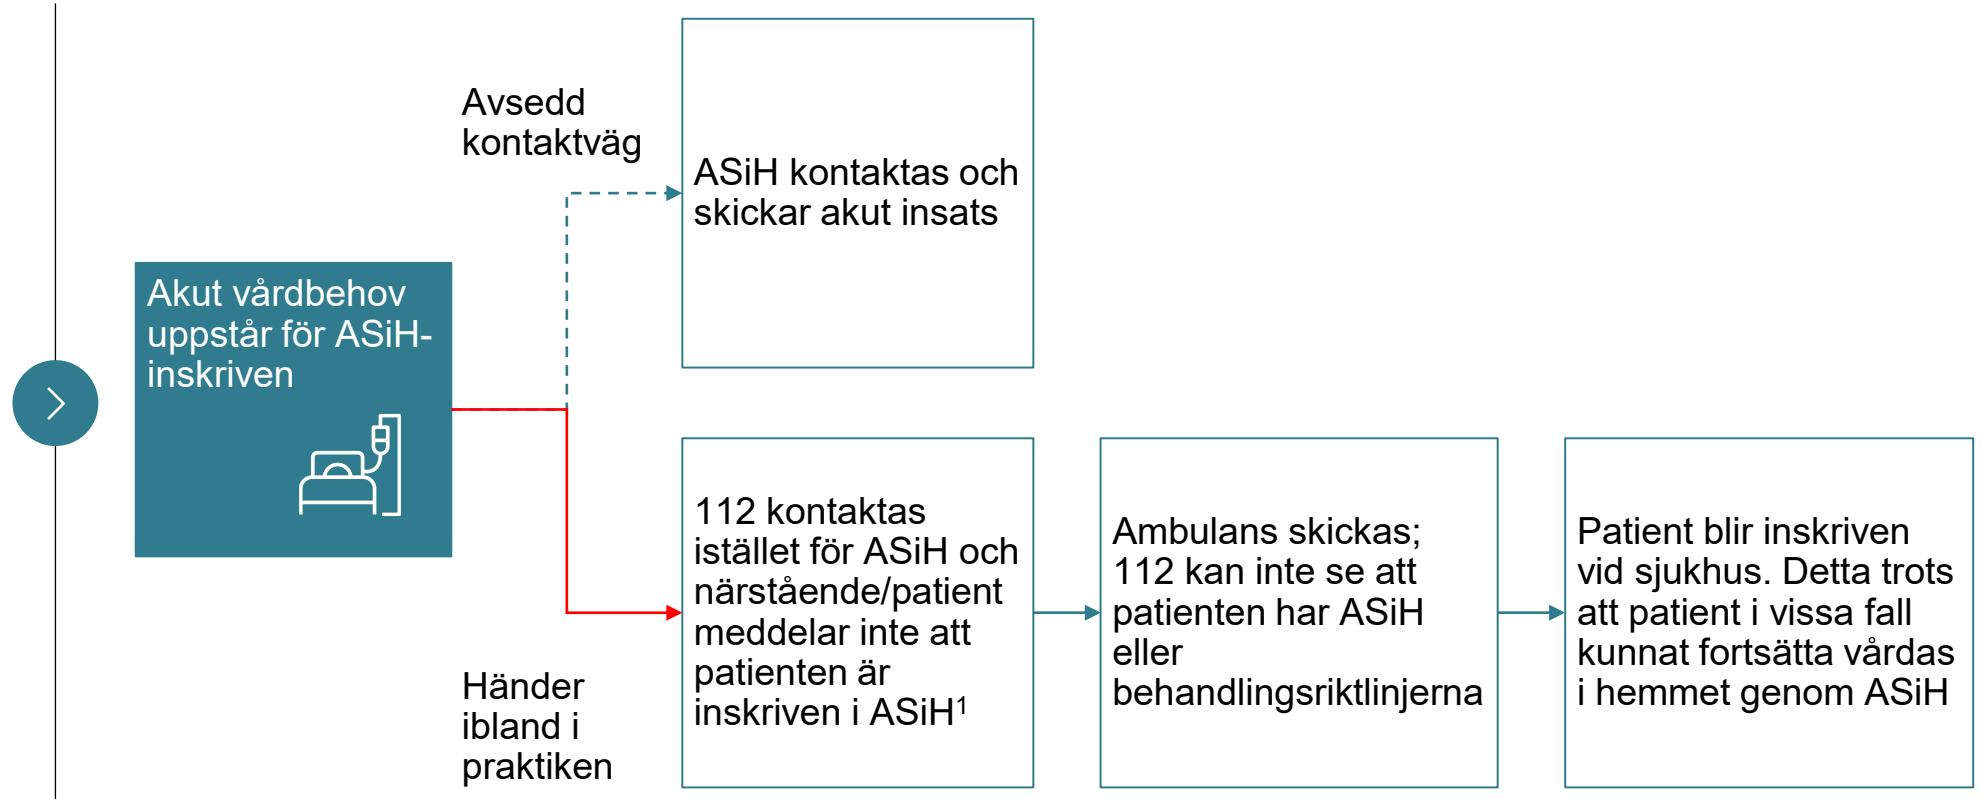 Avsedd
kontaktväg
ASiH kontaktas och
skickar akut insats
Akut vårdbehov
uppstår för ASiH-
inskriven
Händer
ibland i
praktiken
112 kontaktas
istället för ASiH och
närstående/patient
meddelar inte att
patienten är
inskriven i ASiH¹
Ambulans skickas;
112 kan inte se att
patienten har ASiH
eller
behandlingsriktlinjerna
Patient blir inskriven
vid sjukhus. Detta trots
att patient i vissa fall
kunnat fortsätta vårdas
i hemmet genom ASiH